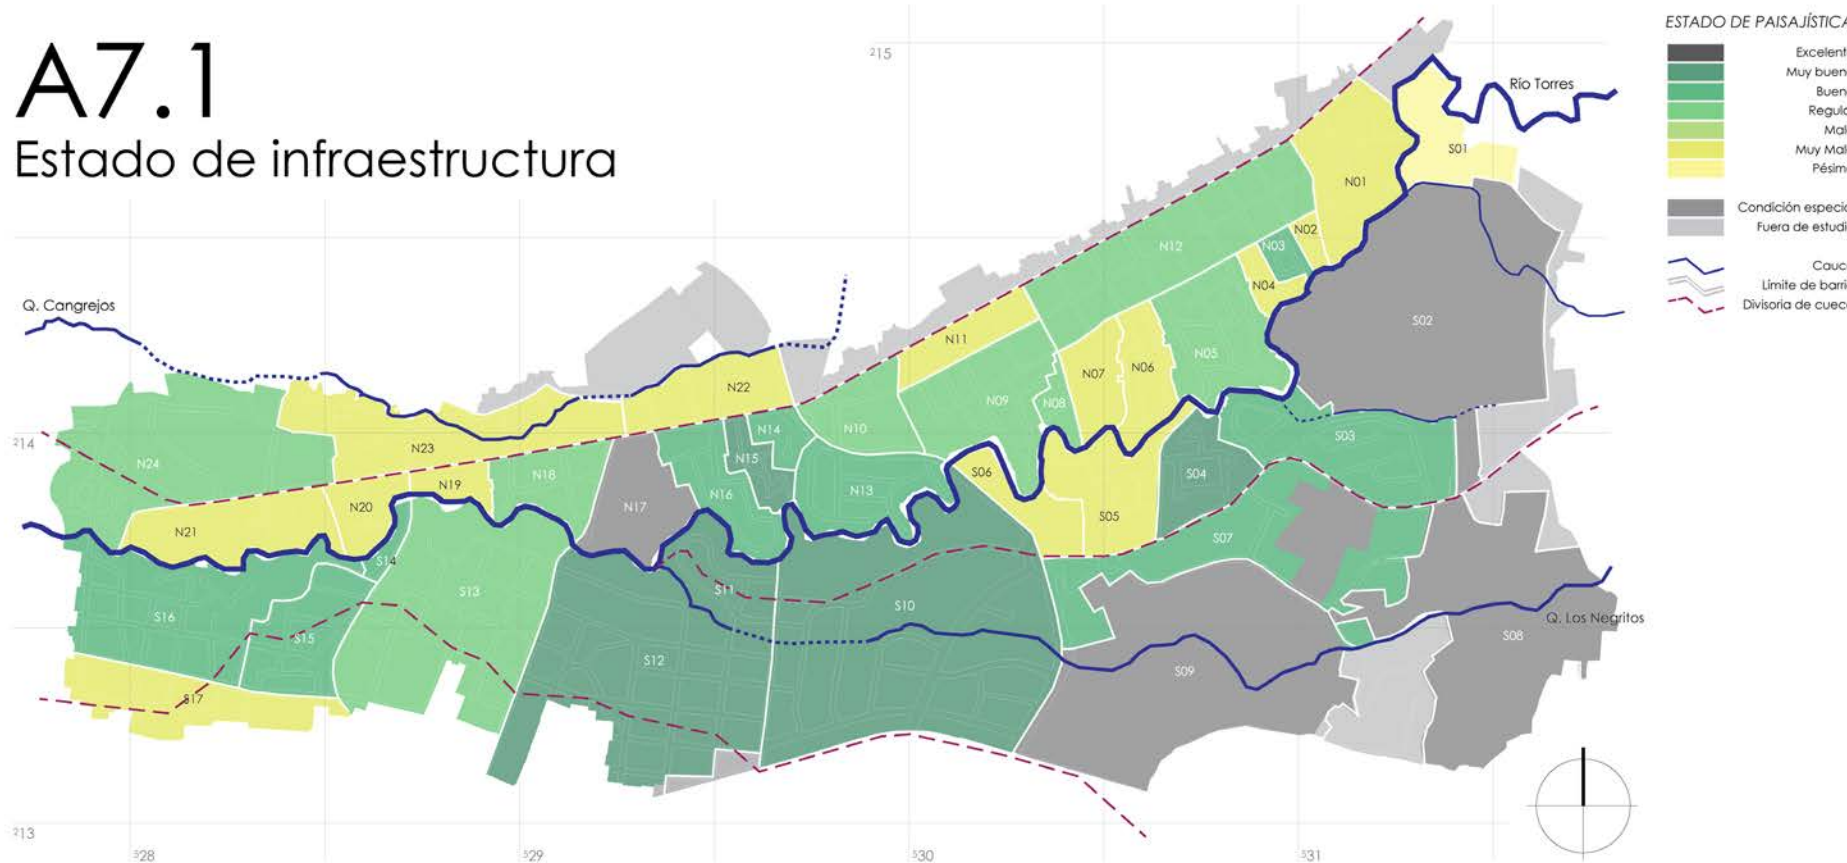 A7.1
Estado de infraestructura
ESTADO DE PAISAJÍSTICA
Excelent
Muy buen
Buen
Regula
Mal
Muy Mal
Pésim
Condición especia
Fuera de estudi
Cauc
Límite de barri
Divisoria de cuec
Río Torres
Q. Cangrejos
Q. Los Negritos
215
214
213
528
529
530
531
N01
N02
N03
N04
N05
N06
N07
N08
N09
N10
N11
N12
N13
N14
N15
N16
N17
N18
N19
N20
N21
N22
N23
N24
S01
S02
S03
S04
S05
S06
S07
S08
S09
S10
S11
S12
S13
S14
S15
S16
S17